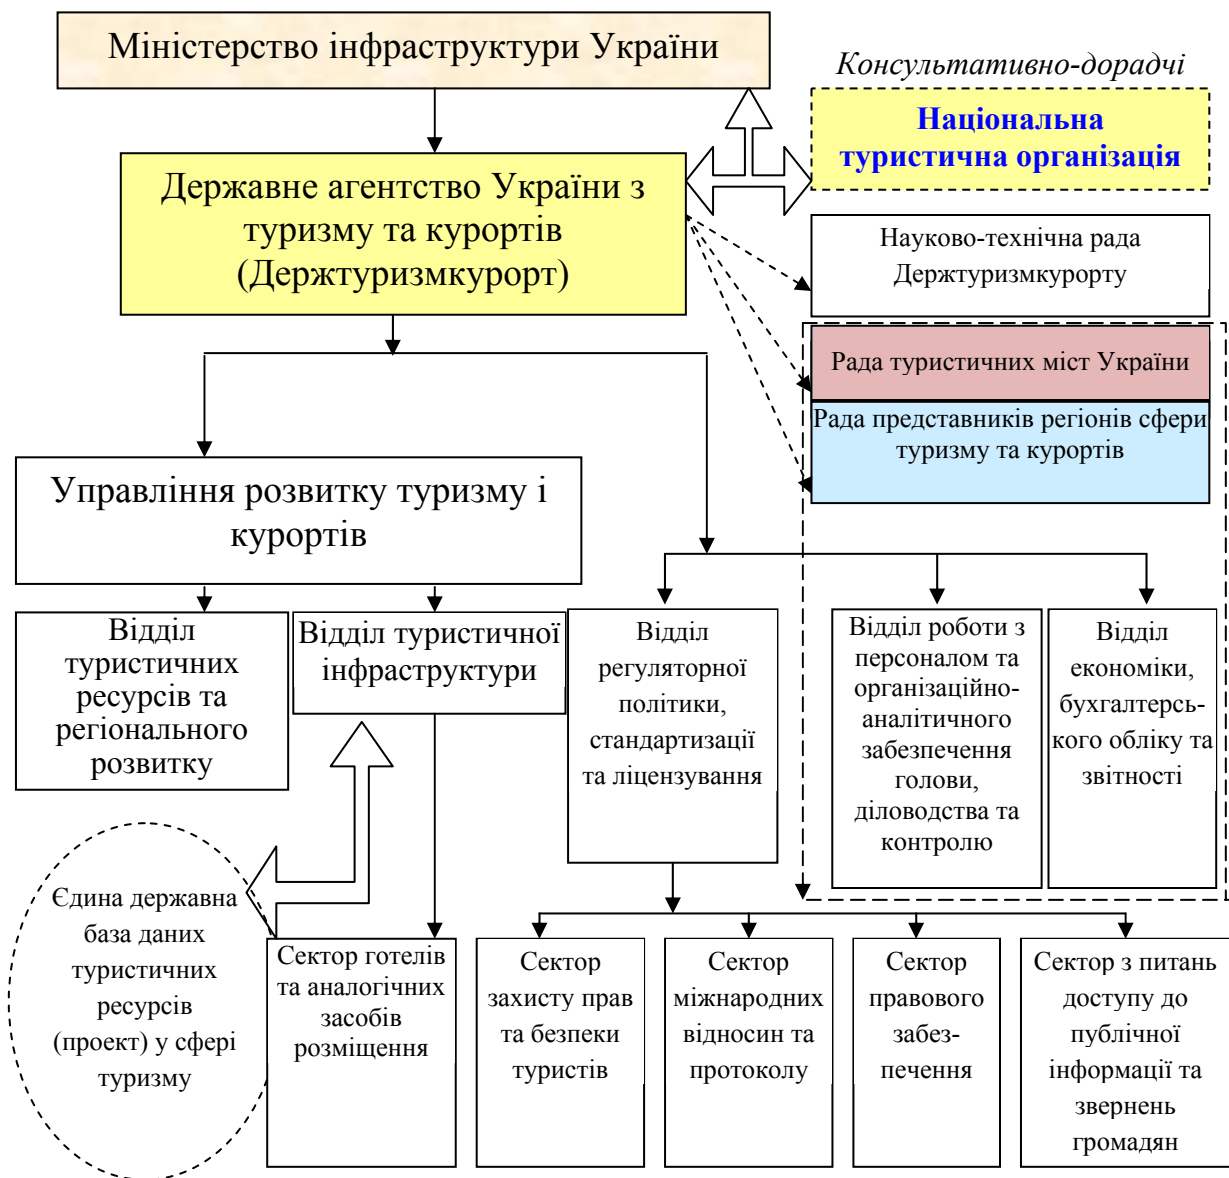 Міністерство інфраструктури України
Консультативно-дорадчі
Національна
туристична організація
Державне агентство України з
туризму та курортів
(Держтуризмкурорт)
Науково-технічна рада
Держтуризмкурорту
Рада туристичних міст України
Рада представників регіонів сфери
туризму та курортів
Управління розвитку туризму і
курортів
Відділ
туристичних
ресурсів та
регіонального
розвитку
Відділ туристичної
інфраструктури
Відділ
регуляторної
політики,
стандартизації
та ліцензування
Відділ роботи з
персоналом та
організаційно-
аналітичного
забезпечення
голови,
діловодства та
контролю
Відділ
економіки,
бухгалтерсь-
кого обліку та
звітності
Єдина державна
база даних
туристичних
ресурсів
(проект) у сфері
туризму
Сектор готелів
та аналогічних
засобів
розміщення
Сектор
захисту прав
та безпеки
туристів
Сектор
міжнародних
відносин та
протоколу
Сектор
правового
забез-
печення
Сектор з питань
доступу до
публічної
інформації та
звернень
громадян